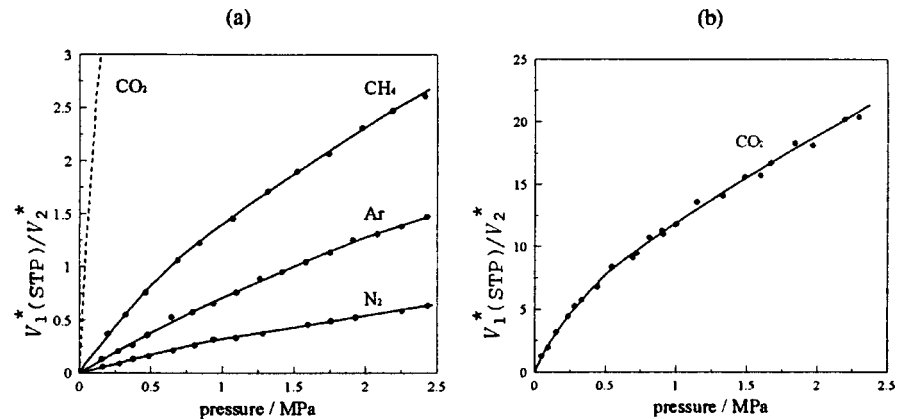 (a)
V₁*(STP)/V₂*
3
2.5
2
1.5
1
0.5
0
CO₂
CH₄
Ar
N₂
0 0.5 1 1.5 2 2.5
pressure / MPa
(b)
V₁*(STP)/V₂*
25
20
15
10
5
0
CO₂
0 0.5 1 1.5 2 2.5
pressure / MPa